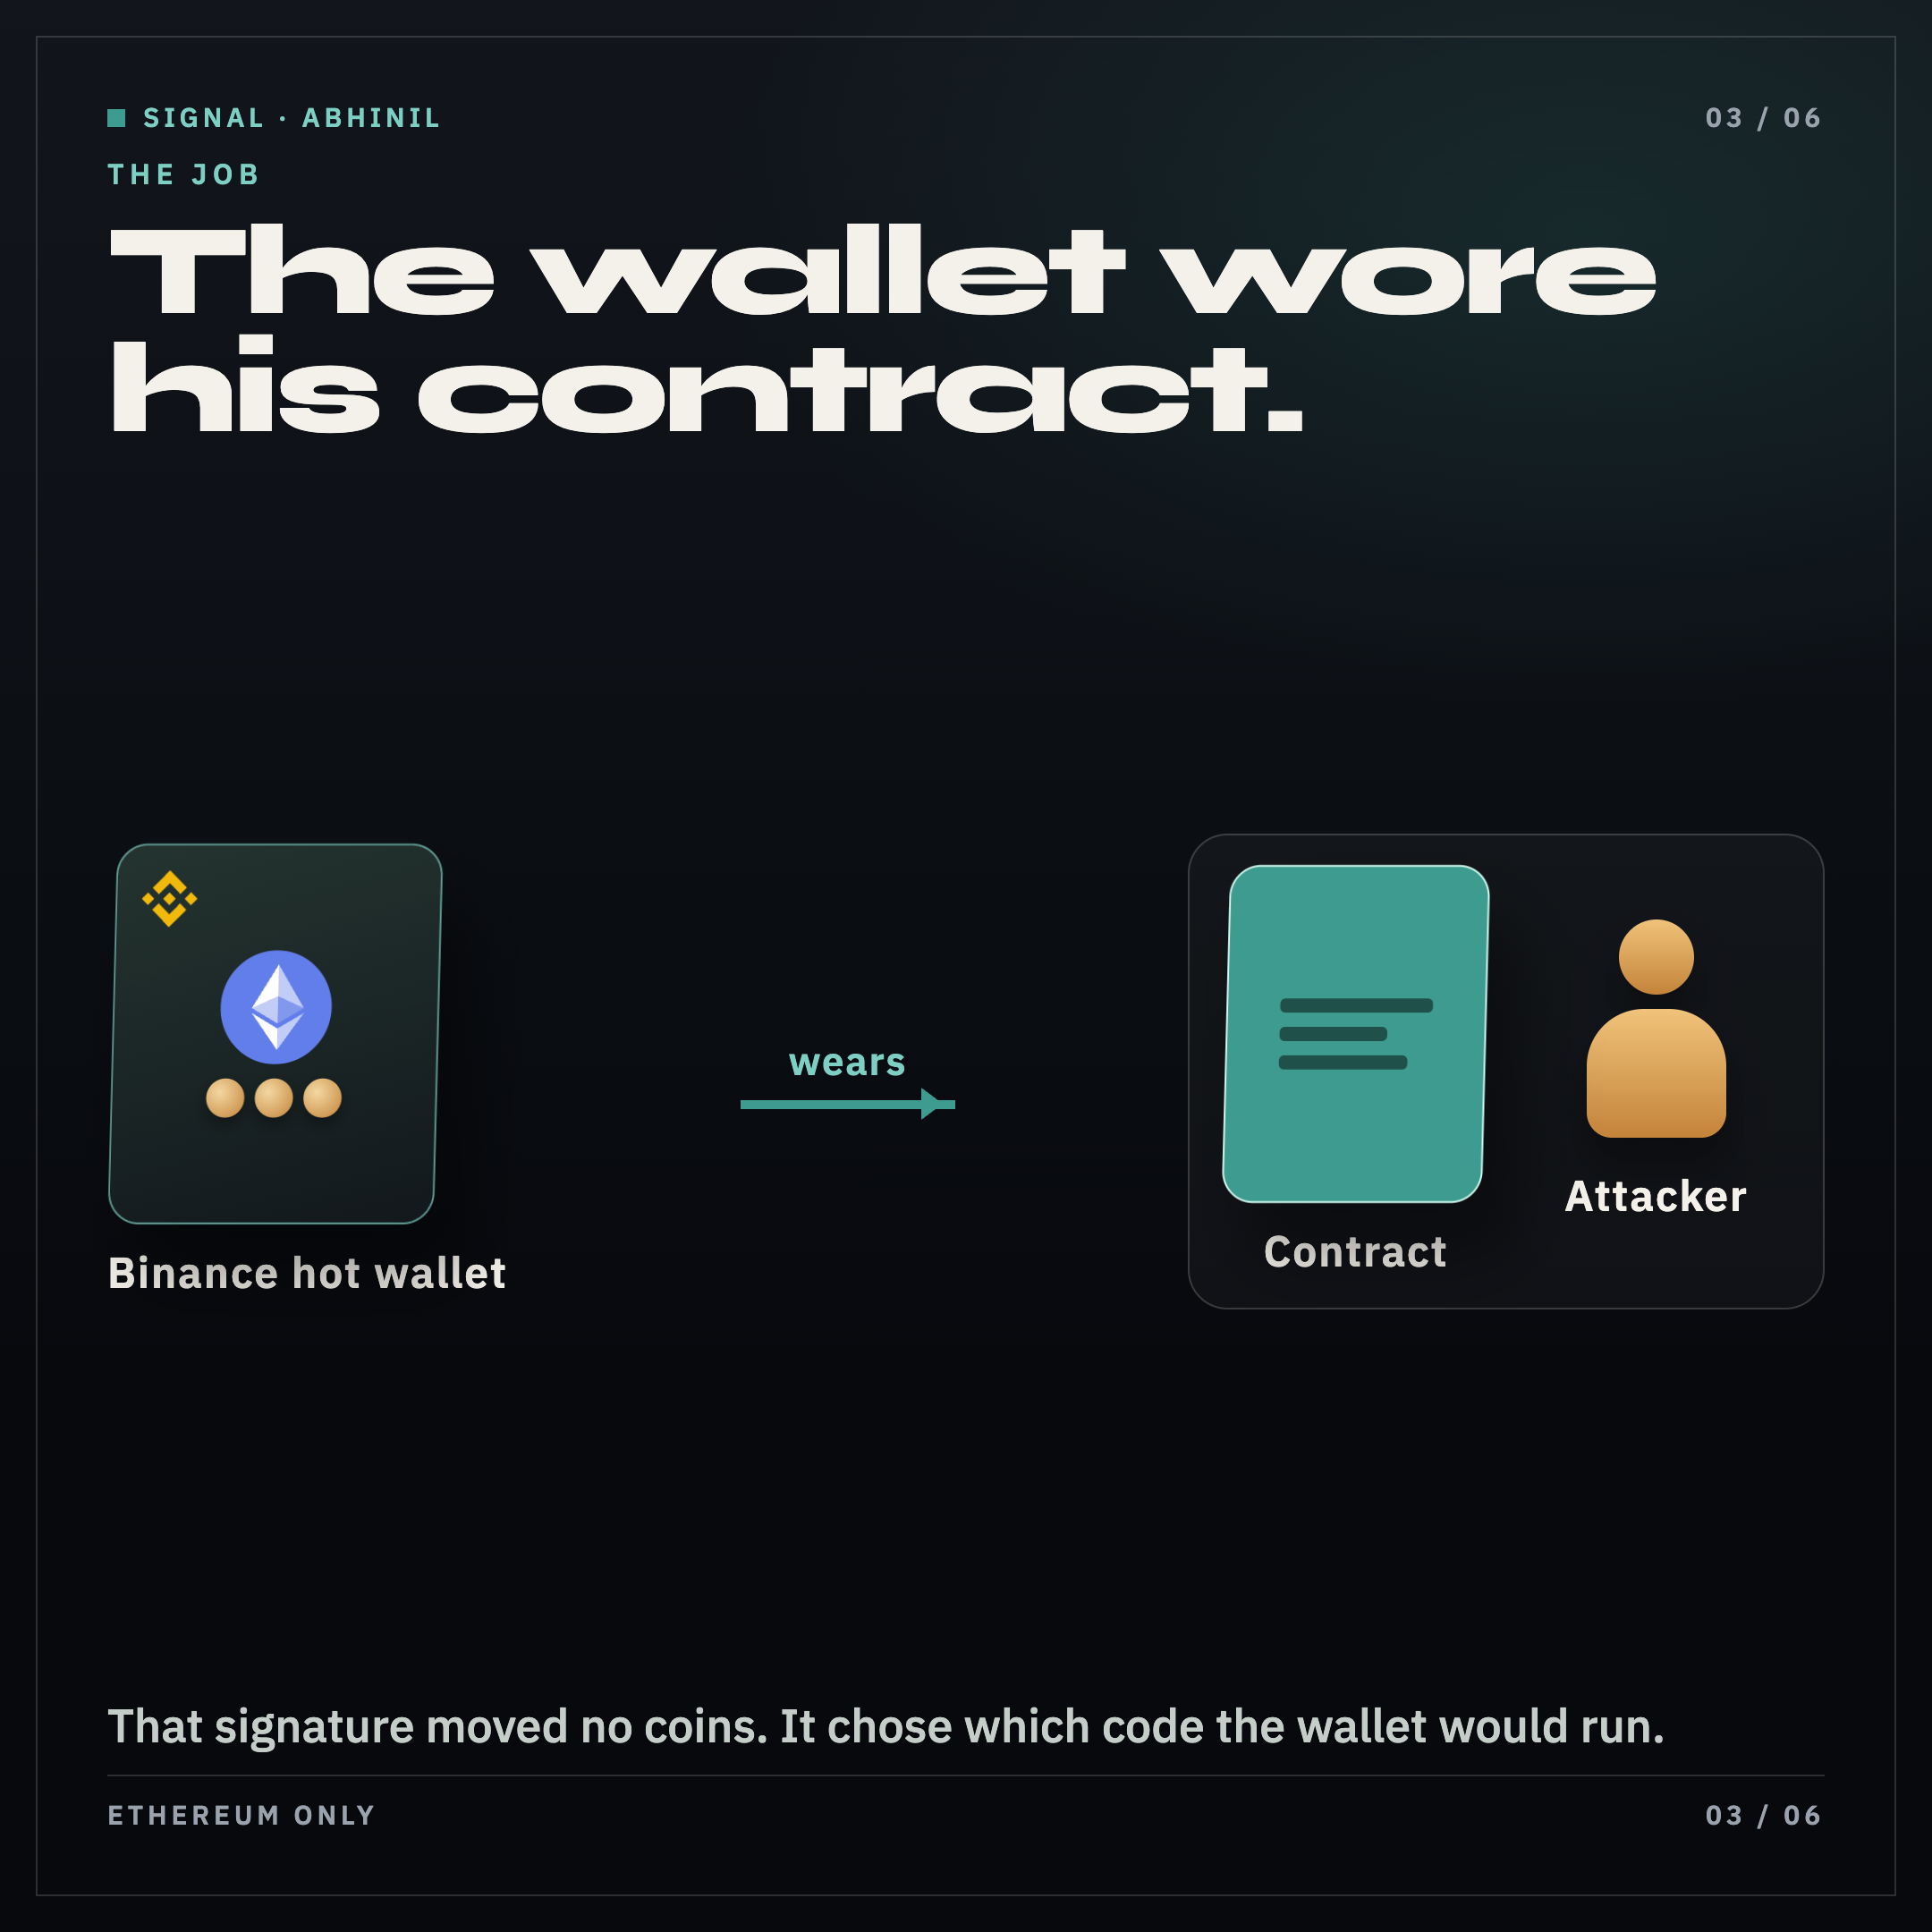 SIGNAL · ABHINIL
03 / 06
THE JOB
The wallet wore
his contract.
wears
Binance hot wallet
Contract
Attacker
That signature moved no coins. It chose which code the wallet would run.
ETHEREUM ONLY
03 / 06